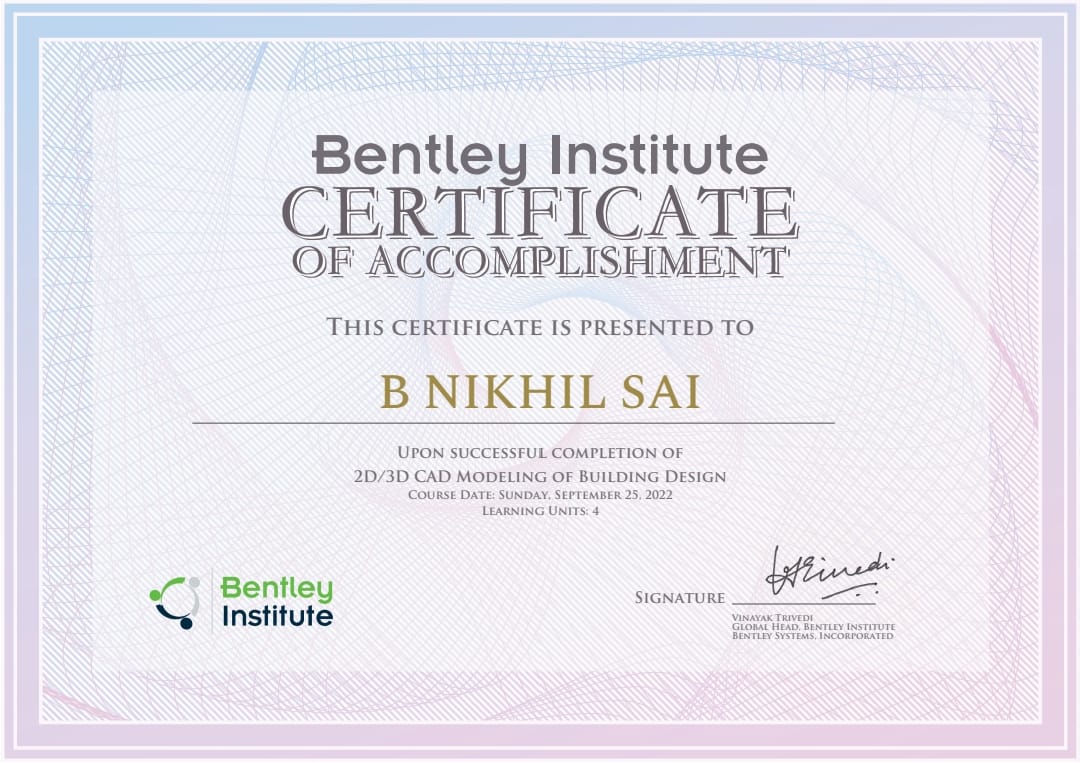 Bentley Institute
CERTIFICATE
OF ACCOMPLISHMENT
THIS CERTIFICATE IS PRESENTED TO
B NIKHIL SAI
UPON SUCCESSFUL COMPLETION OF
2D/3D CAD MODELING OF BUILDING DESIGN
COURSE DATE: SUNDAY, SEPTEMBER 25, 2022
LEARNING UNITS: 4
Bentley
Institute
SIGNATURE
VINAYAK TRIVEDI
GLOBAL HEAD, BENTLEY INSTITUTE
BENTLEY SYSTEMS, INCORPORATED